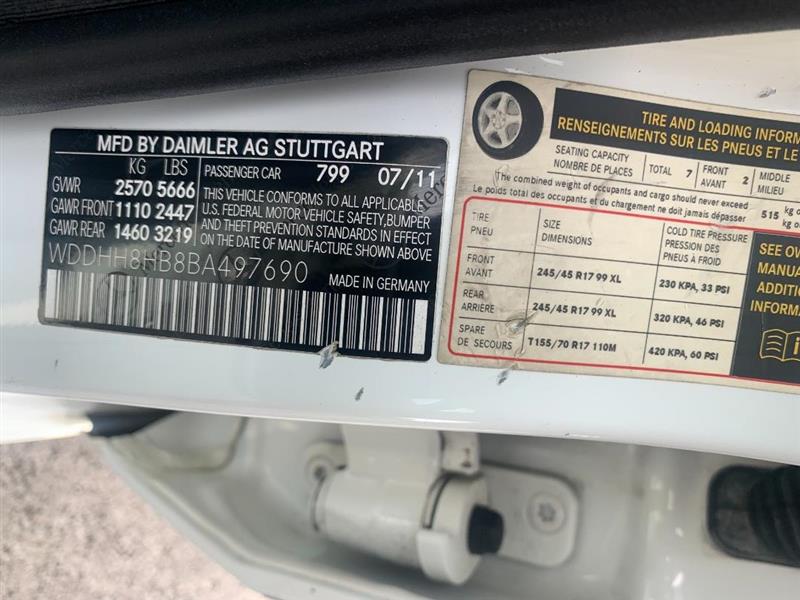 MFD BY DAIMLER AG STUTTGART
KG LBS PASSENGER CAR 799 07/11
GVWR 2570 5666
GAWR FRONT 1110 2447
GAWR REAR 1460 3219
THIS VEHICLE CONFORMS TO ALL APPLICABLE
U.S. FEDERAL MOTOR VEHICLE SAFETY, BUMPER
AND THEFT PREVENTION STANDARDS IN EFFECT
ON THE DATE OF MANUFACTURE SHOWN ABOVE
WDDHH8HB8BA497690
MADE IN GERMANY
TIRE AND LOADING INFORM
RENSEIGNEMENTS SUR LES PNEUS ET LE
SEATING CAPACITY
NOMBRE DE PLACES
TOTAL 7
FRONT
AVANT 2
MIDDLE
MILIEU
The combined weight of occupants and cargo should never exceed
Le poids total des occupants et du chargement ne doit jamais dépasser
515 kg
TIRE
PNEU
SIZE
DIMENSIONS
COLD TIRE PRESSURE
PRESSION DES
PNEUS À FROID
FRONT
AVANT
245/45 R17 99 XL
230 KPA, 33 PSI
REAR
ARRIÈRE
245/45 R17 99 XL
320 KPA, 46 PSI
SPARE
DE SECOURS
T155/70 R17 110M
420 KPA, 60 PSI
SEE OW
MANUA
ADDITIO
INFORMA